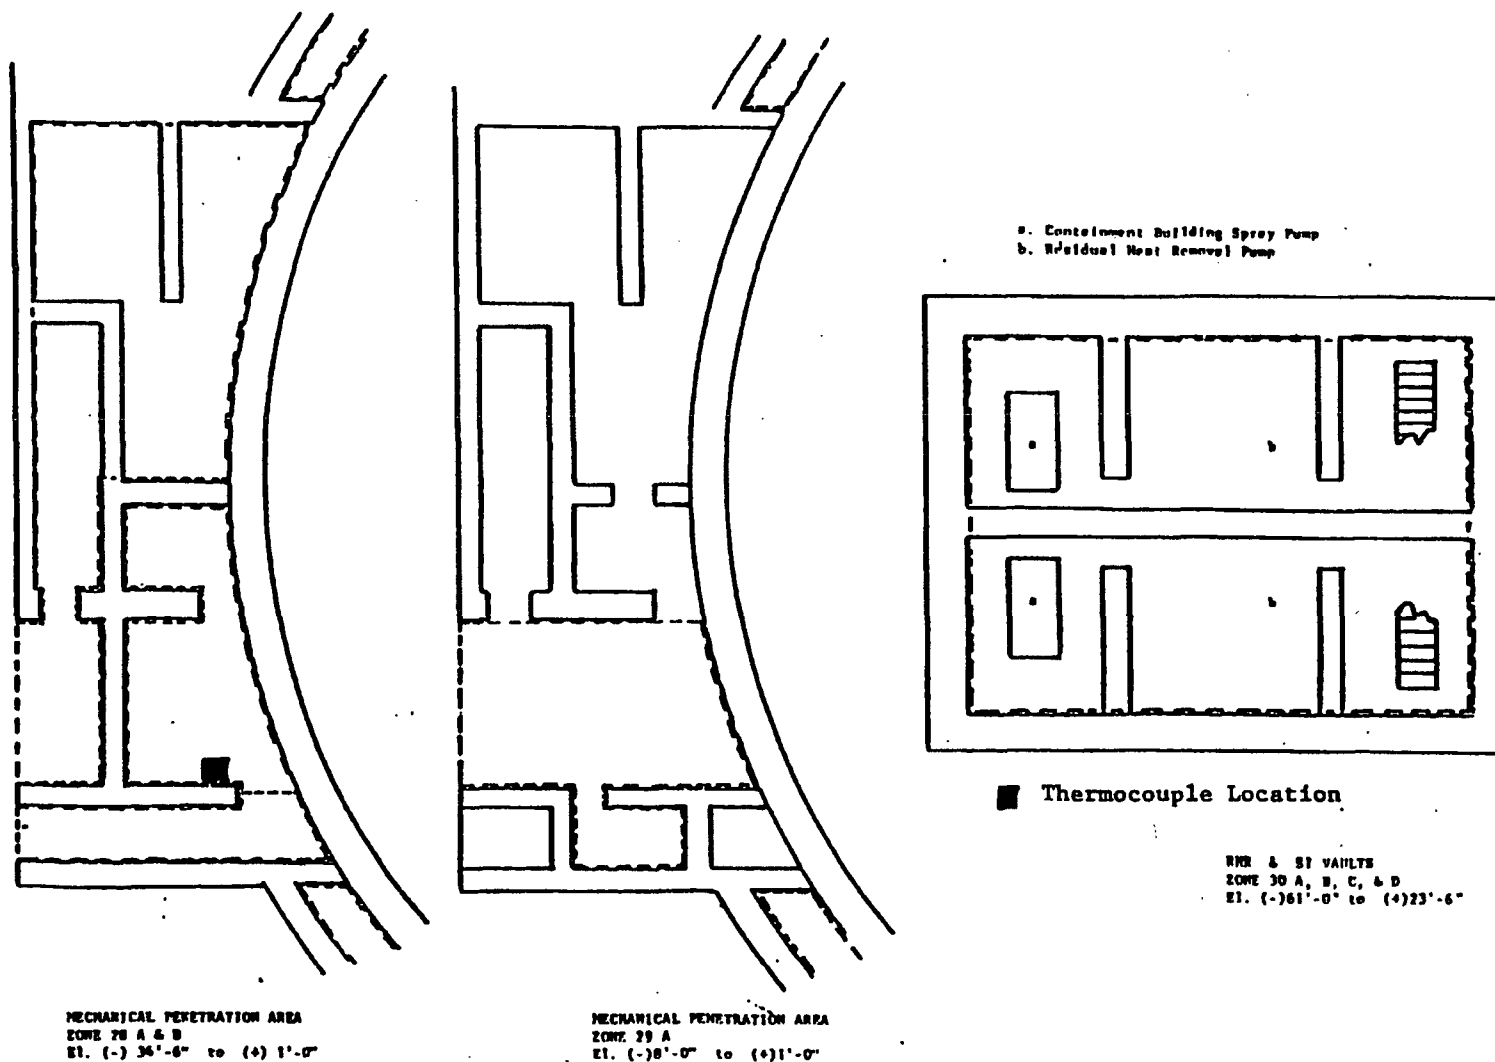 a. Containment Building Spray Pump
b. Residual Heat Removal Pump
a
b
a
b
Thermocouple Location
RHR & SI VAULTS
ZONE 30 A, B, C, & D
El. (-)61'-0" to (+)23'-6"
MECHANICAL PENETRATION AREA
ZONE 28 A & B
El. (-) 34'-6" to (+) 1'-0"
MECHANICAL PENETRATION AREA
ZONE 29 A
El. (-)8'-0" to (+)1'-0"